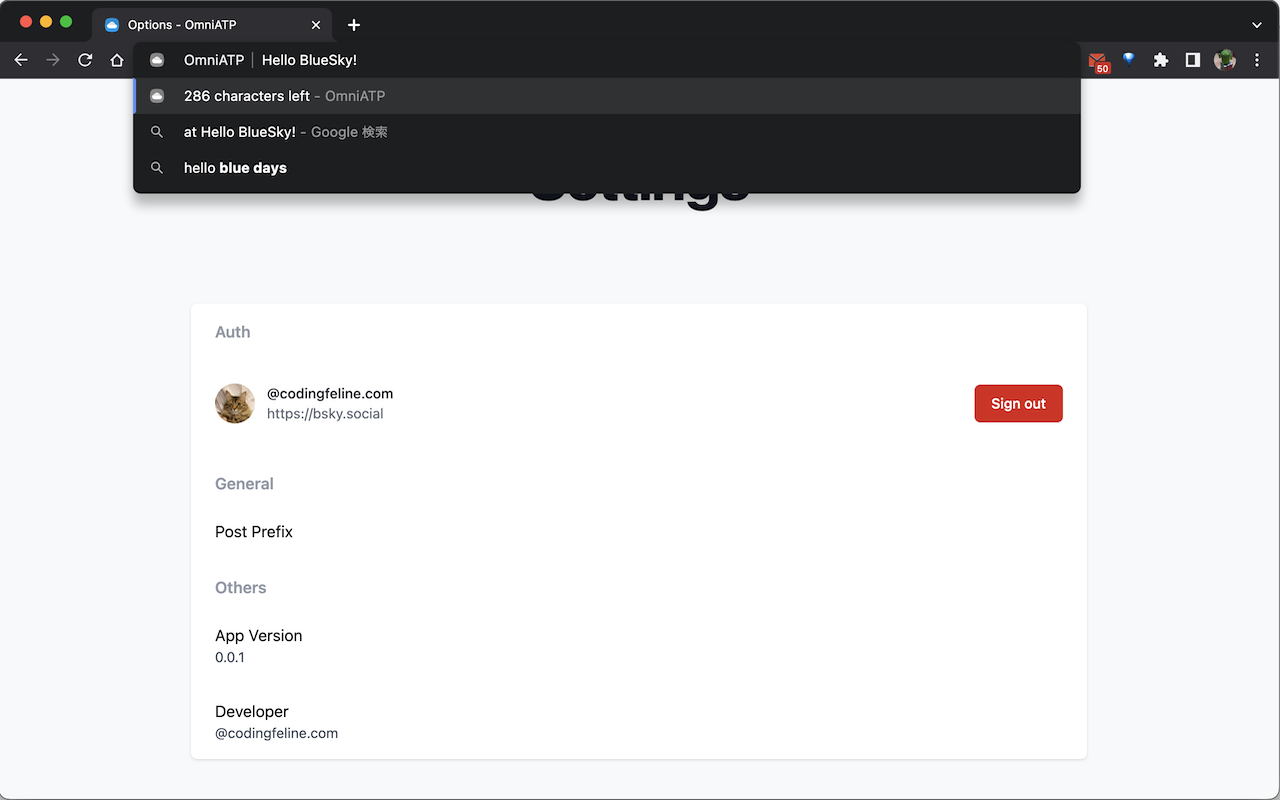 Options - OmniATP
OmniATP | Hello BlueSky!
50
286 characters left - OmniATP
at Hello BlueSky! - Google 検索
hello blue days
Settings
Auth
@codingfeline.com
https://bsky.social
Sign out
General
Post Prefix
Others
App Version
0.0.1
Developer
@codingfeline.com